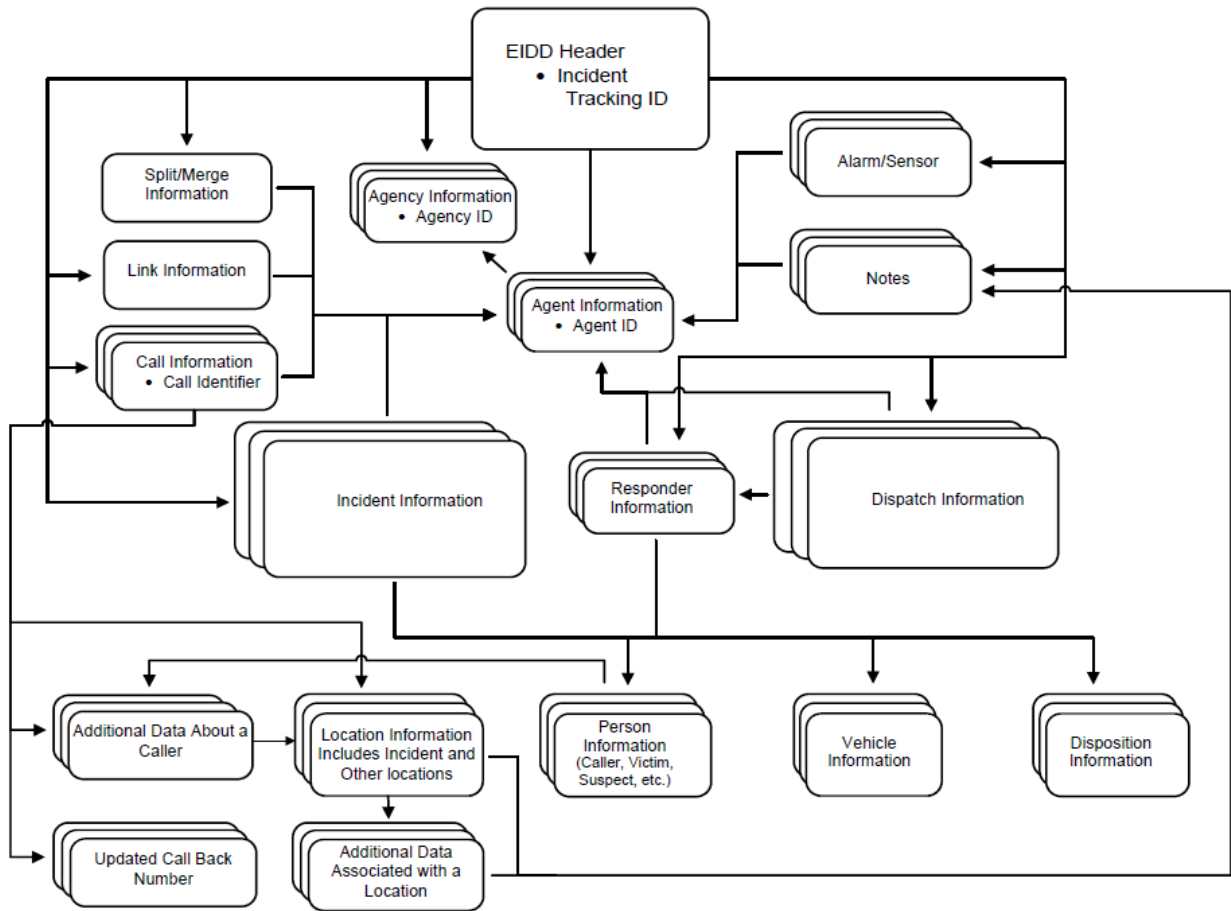 EIDD Header
• Incident
Tracking ID
Split/Merge
Information
Agency Information
• Agency ID
Alarm/Sensor
Link Information
Notes
Agent Information
• Agent ID
Call Information
• Call Identifier
Incident Information
Responder
Information
Dispatch Information
Additional Data About a
Caller
Location Information
Includes Incident and
Other locations
Person
Information
(Caller, Victim,
Suspect, etc.)
Vehicle
Information
Disposition
Information
Updated Call Back
Number
Additional Data
Associated with a
Location